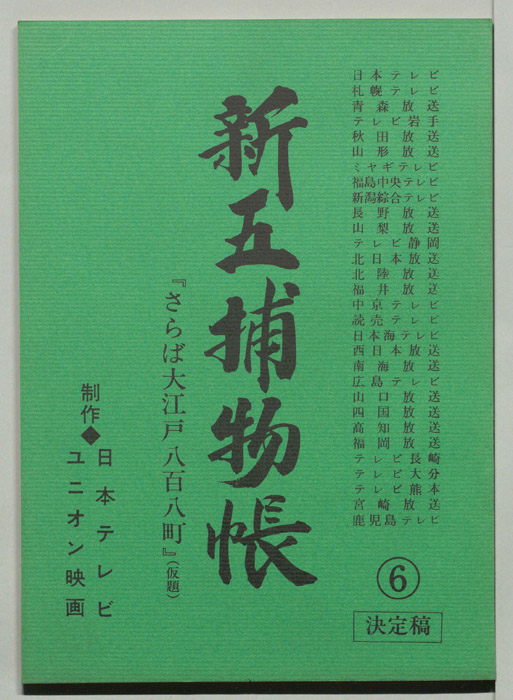 日本テレビ
札幌テレビ
青森放送
テレビ岩手
秋田放送
山形放送
ミヤギテレビ
福島中央テレビ
新潟綜合テレビ
長野放送
山梨放送
テレビ静岡
北日本放送
北陸放送
福井放送
中京テレビ
読売テレビ
日本海テレビ
西日本放送
南海放送
広島テレビ
山口放送
四国放送
高知放送
福岡放送
テレビ長崎
テレビ大分
テレビ熊本
宮崎放送
鹿児島テレビ
⑥
決定稿
新五捕物帳
『さらば大江戸八百八町』(仮題)
制作◆日本テレビ
ユニオン映画